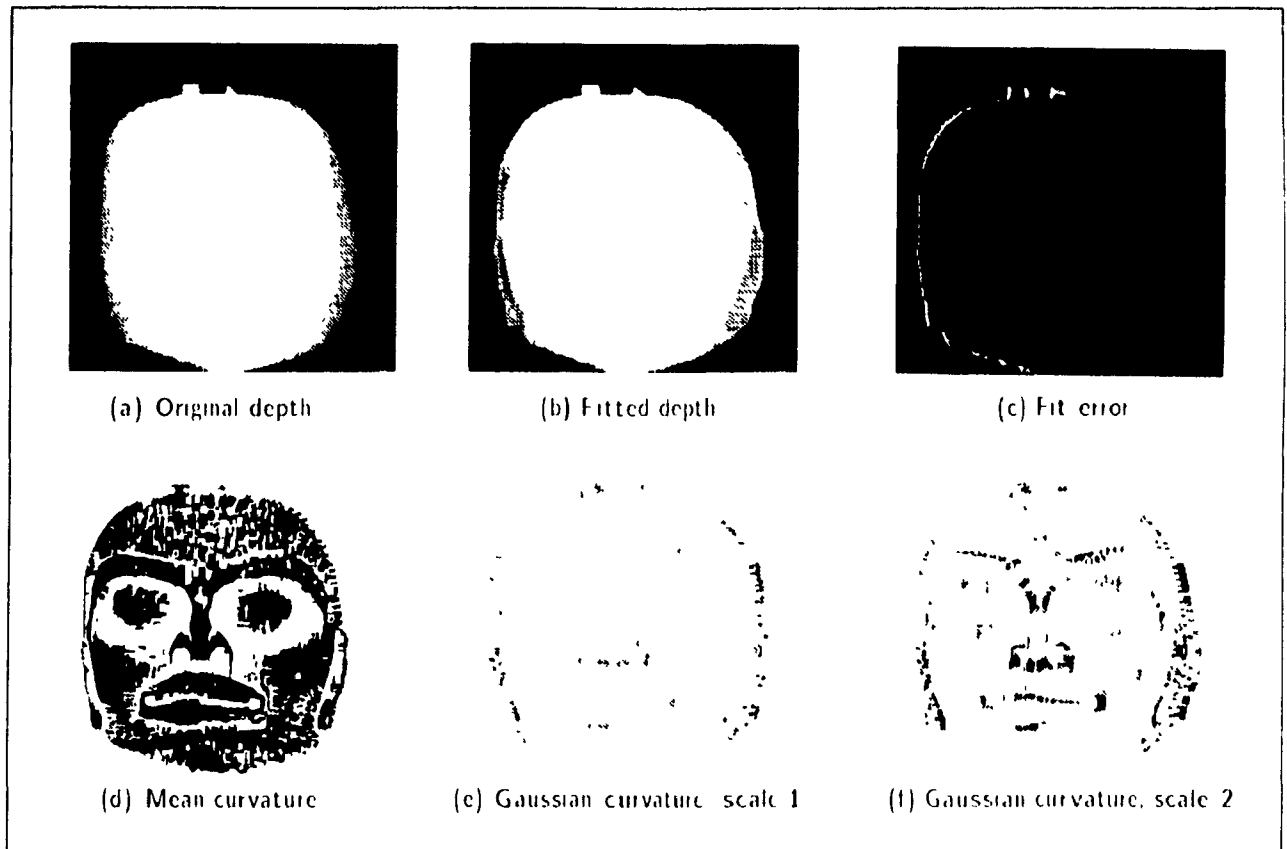 (a) Original depth
(b) Fitted depth
(c) Fit error
(d) Mean curvature
(e) Gaussian curvature scale 1
(f) Gaussian curvature, scale 2